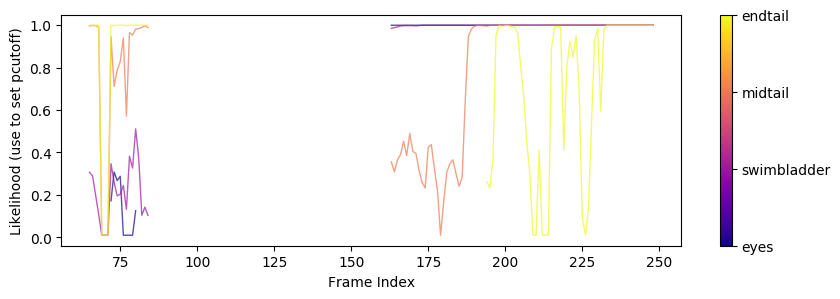 Likelihood (use to set pcutoff)
1.0
0.8
0.6
0.4
0.2
0.0
75
100
125
150
175
200
225
250
Frame Index
endtail
midtail
swimbladder
eyes